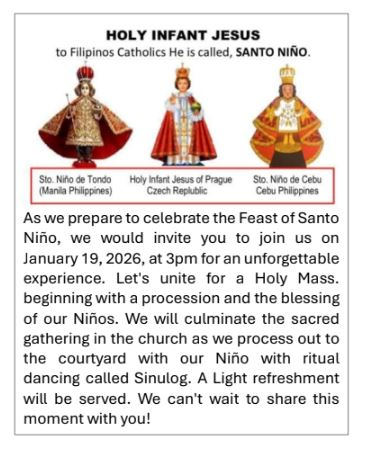 HOLY INFANT JESUS
to Filipinos Catholics He is called, SANTO NIÑO.
Sto. Niño de Tondo
(Manila Philippines)
Holy Infant Jesus of Prague
Czech Replublic
Sto. Niño de Cebu
Cebu Philippines
As we prepare to celebrate the Feast of Santo
Niño, we would invite you to join us on
January 19, 2026, at 3pm for an unforgettable
experience. Let's unite for a Holy Mass.
beginning with a procession and the blessing
of our Niños. We will culminate the sacred
gathering in the church as we process out to
the courtyard with our Niño with ritual
dancing called Sinulog. A Light refreshment
will be served. We can't wait to share this
moment with you!